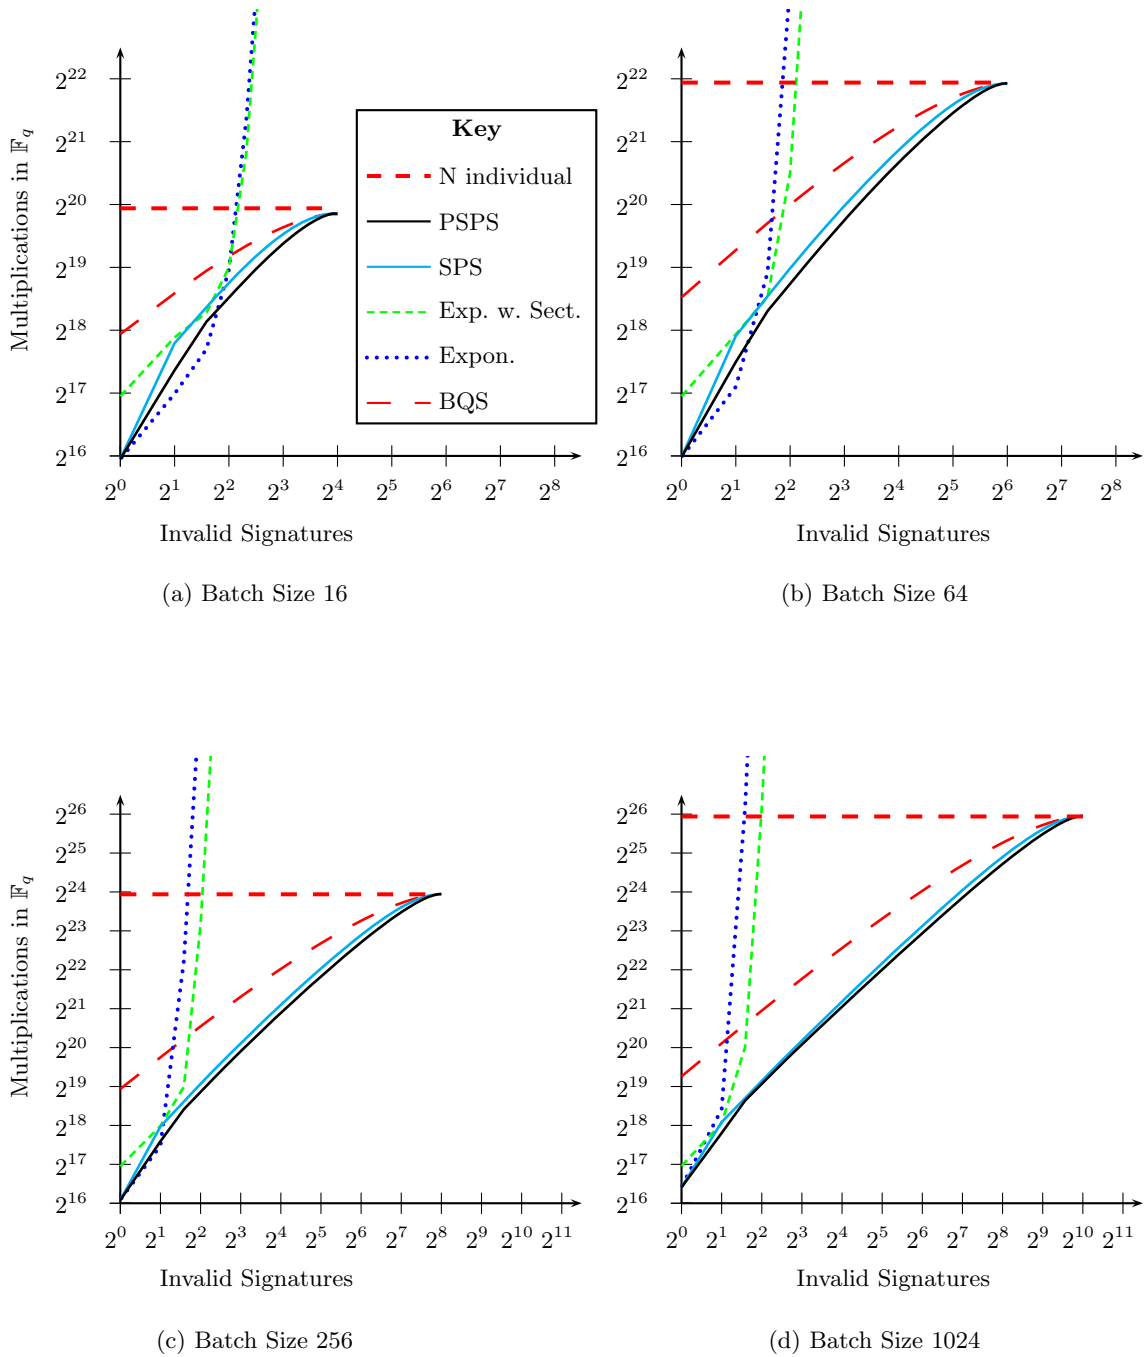 Multiplications in 𝔽_q
2^22
2^21
2^20
2^19
2^18
2^17
2^16
2^0 2^1 2^2 2^3 2^4 2^5 2^6 2^7 2^8
Invalid Signatures
(a) Batch Size 16
Key
N individual
PSPS
SPS
Exp. w. Sect.
Expon.
BQS
2^22
2^21
2^20
2^19
2^18
2^17
2^16
2^0 2^1 2^2 2^3 2^4 2^5 2^6 2^7 2^8
Invalid Signatures
(b) Batch Size 64
Multiplications in 𝔽_q
2^26
2^25
2^24
2^23
2^22
2^21
2^20
2^19
2^18
2^17
2^16
2^0 2^1 2^2 2^3 2^4 2^5 2^6 2^7 2^8 2^9 2^10 2^11
Invalid Signatures
(c) Batch Size 256
2^26
2^25
2^24
2^23
2^22
2^21
2^20
2^19
2^18
2^17
2^16
2^0 2^1 2^2 2^3 2^4 2^5 2^6 2^7 2^8 2^9 2^10 2^11
Invalid Signatures
(d) Batch Size 1024